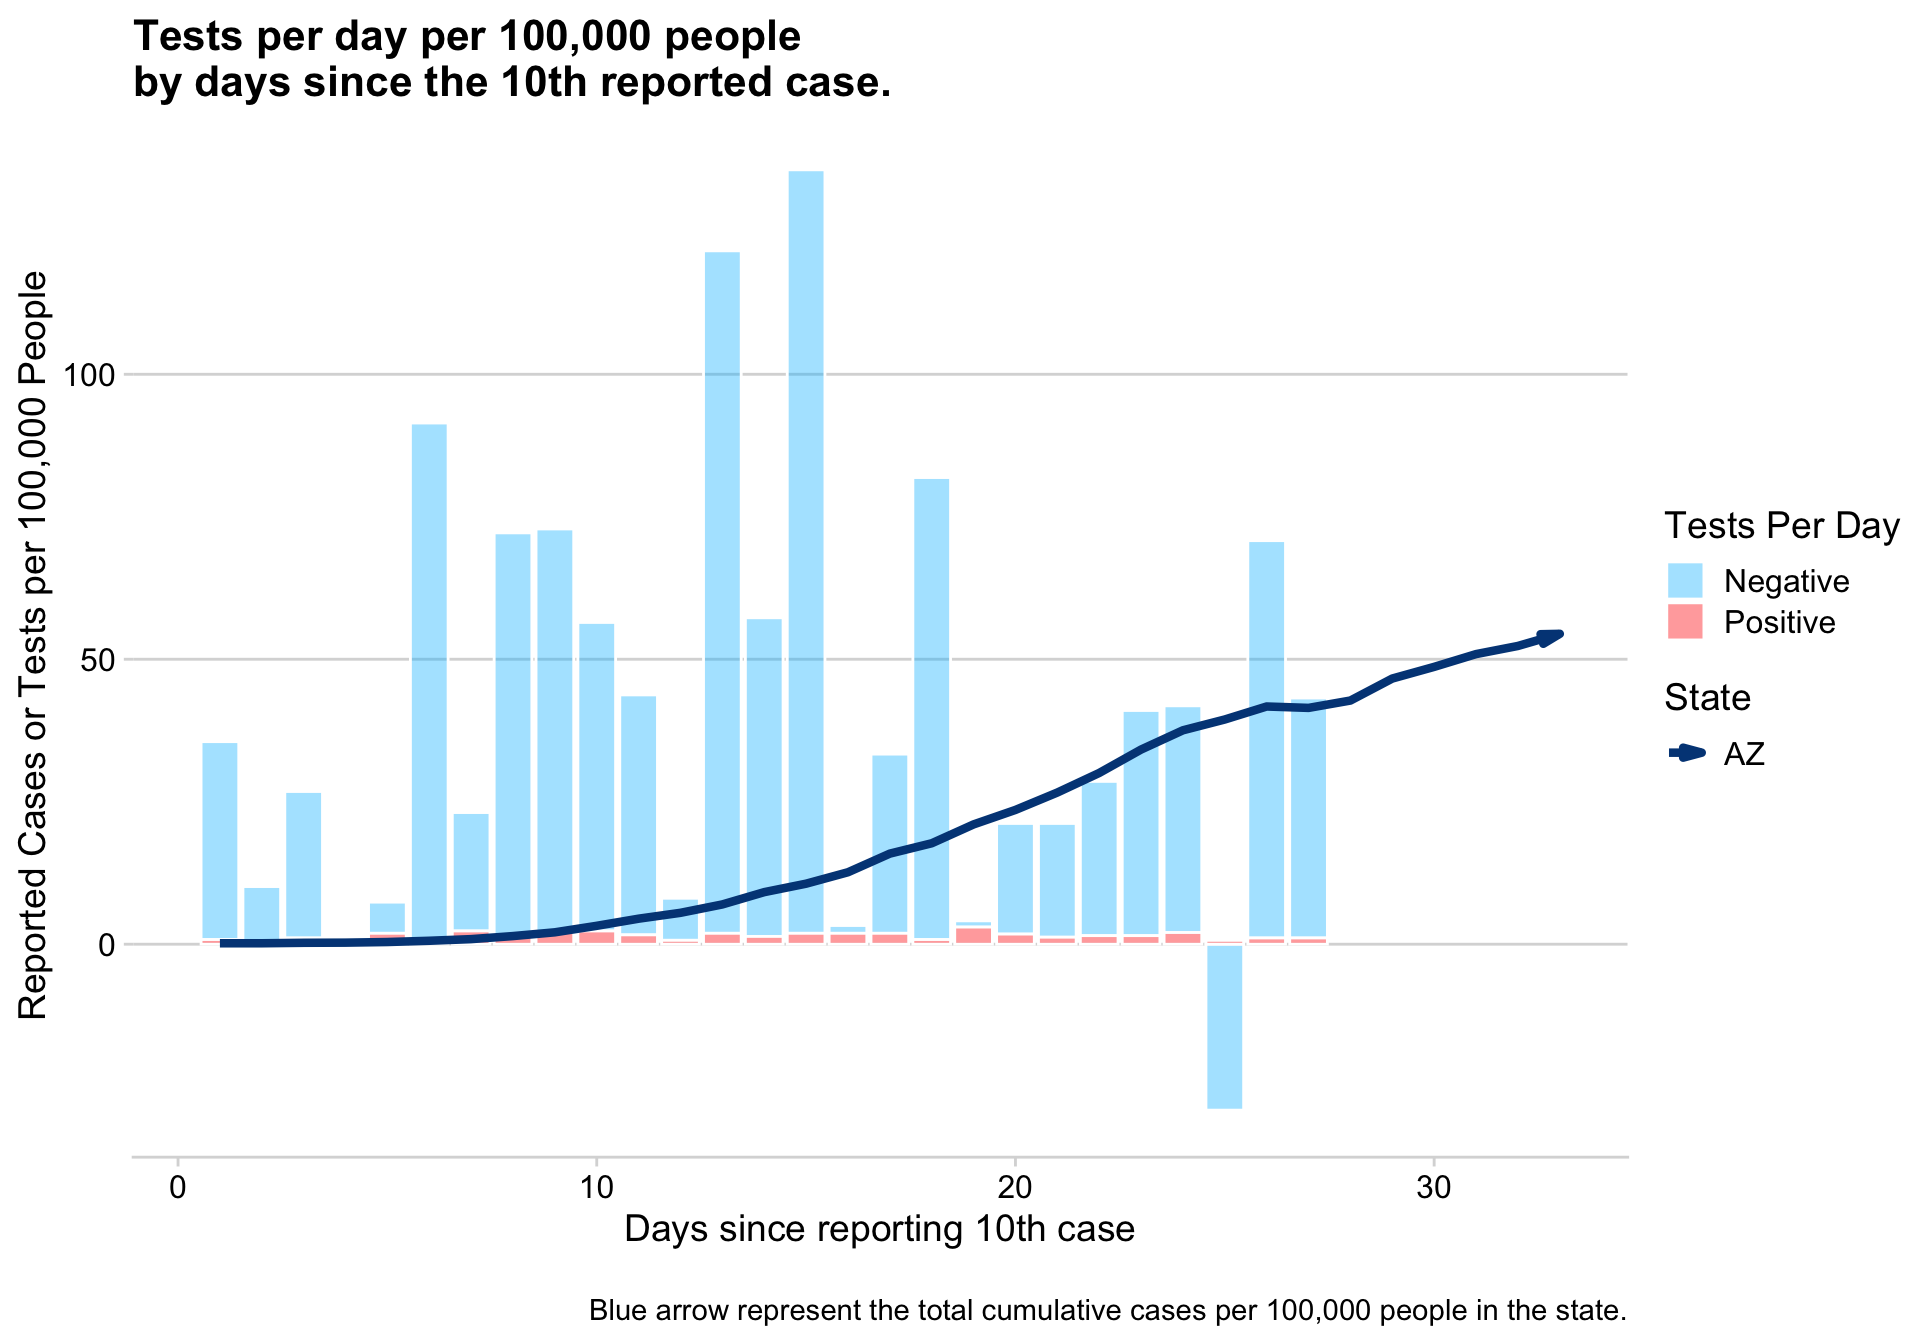 Tests per day per 100,000 people
by days since the 10th reported case.
Reported Cases or Tests per 100,000 People
100
50
0
0
10
20
30
Days since reporting 10th case
Tests Per Day
Negative
Positive
State
AZ
Blue arrow represent the total cumulative cases per 100,000 people in the state.